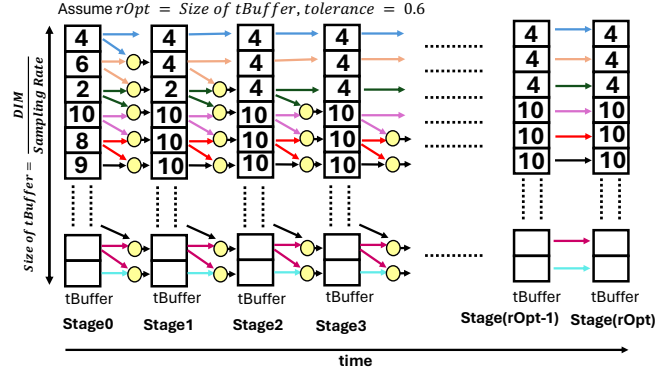 Assume rOpt = Size of tBuffer, tolerance = 0.6
Size of tBuffer = DIM / Sampling Rate
4 4 4 4 4 4
6 4 4 4 4 4
2 2 4 4 4 4
10 10 10 10 10 10
8 10 10 10 10 10
9 10 10 10 10 10
tBuffer tBuffer tBuffer tBuffer tBuffer tBuffer
Stage0 Stage1 Stage2 Stage3 Stage(rOpt-1) Stage(rOpt)
time